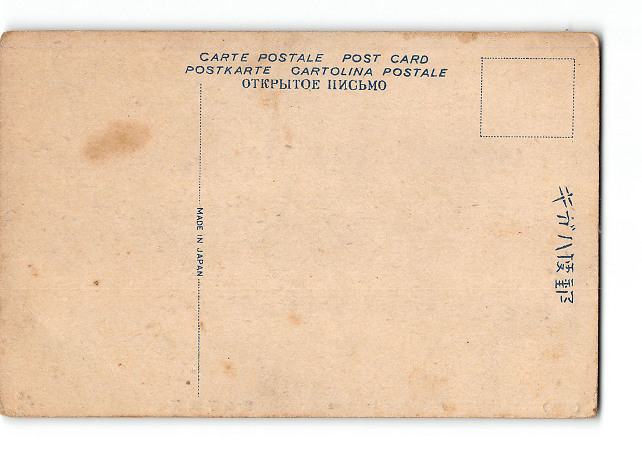 CARTE POSTALE POST CARD
POSTKARTE CARTOLINA POSTALE
ОТКРЫТОЕ ПИСЬМО
MADE IN JAPAN
郵便ハガキ